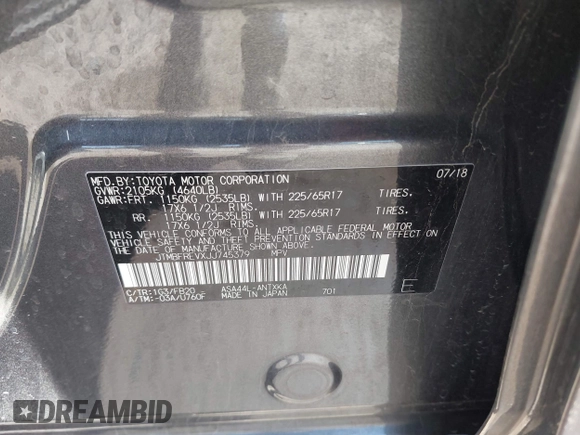 MFD.BY:TOYOTA MOTOR CORPORATION 07/18
GVWR:2105KG (4640LB)
GAWR:FRT. 1150KG (2535LB) WITH 225/65R17 TIRES,
17X6 1/2J RIMS,
RR. 1150KG (2535LB) WITH 225/65R17 TIRES,
17X6 1/2J RIMS.
THIS VEHICLE CONFORMS TO ALL APPLICABLE FEDERAL MOTOR
VEHICLE SAFETY STANDARDS IN EFFECT ON THE
DATE OF MANUFACTURE SHOWN ABOVE.
JTMBFREVXJJ745379 MPV
C/TR:1G3/FB20 ASA44L-ANTXKA
A/TM:-03A/U760F MADE IN JAPAN 701 E
DREAMBID